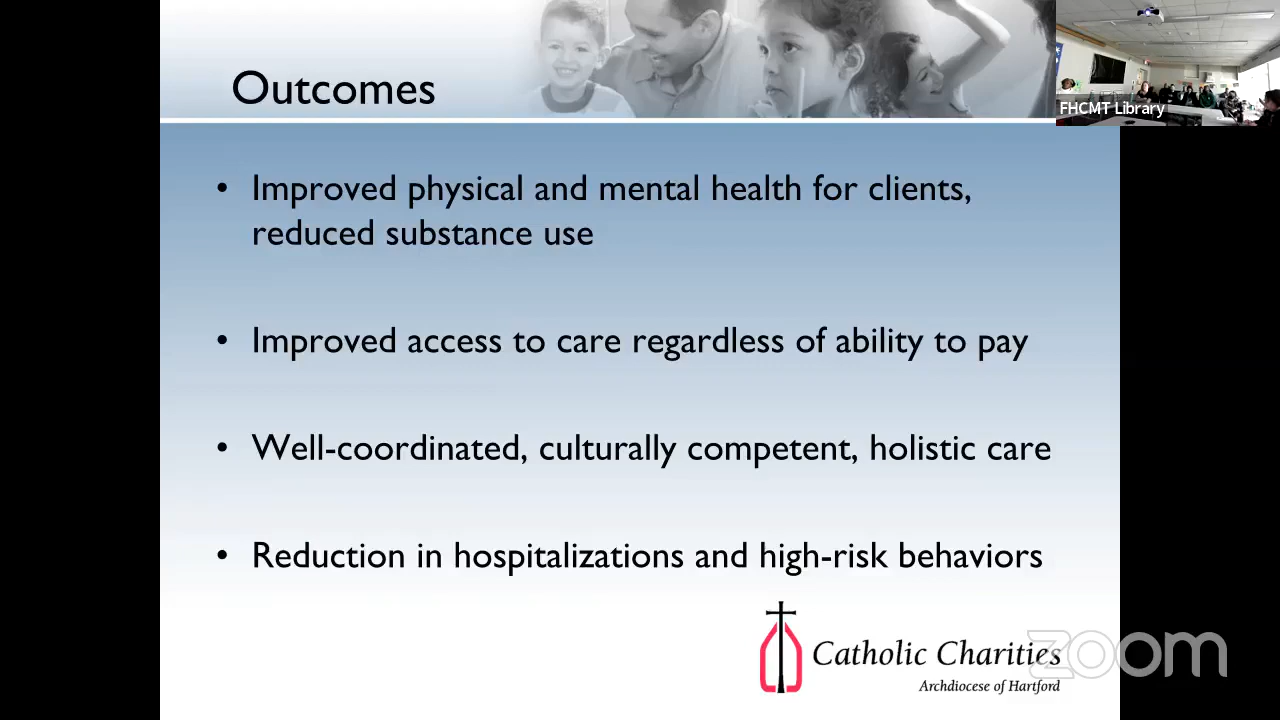 Outcomes
FHCMT Library
• Improved physical and mental health for clients,
reduced substance use
• Improved access to care regardless of ability to pay
• Well-coordinated, culturally competent, holistic care
• Reduction in hospitalizations and high-risk behaviors
Catholic Charities
Archdiocese of Hartford
zoom